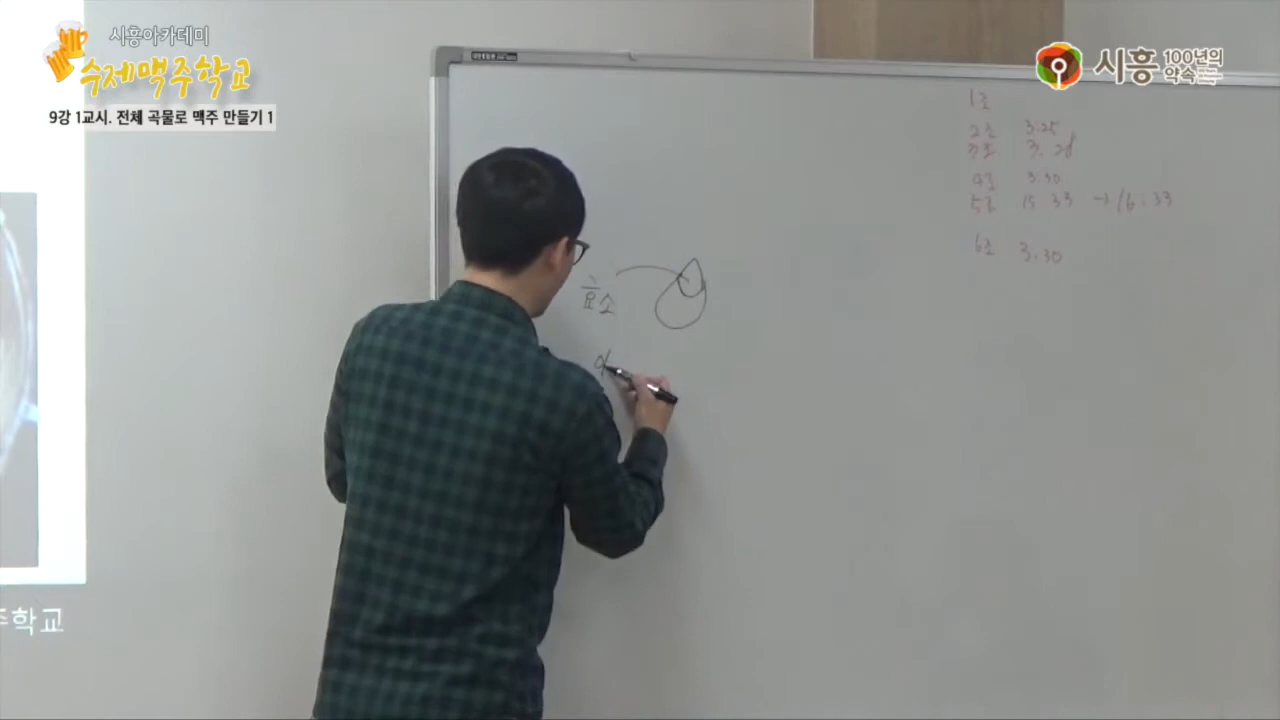 시흥아카데미
수제맥주학교
9강 1교시. 전체 곡물로 맥주 만들기 1
시흥 100년의
약속
1조
2조 3.25
3조 3.28
4조 3.30
5조 15 33 → 16:33
6조 3.30
효소
주학교